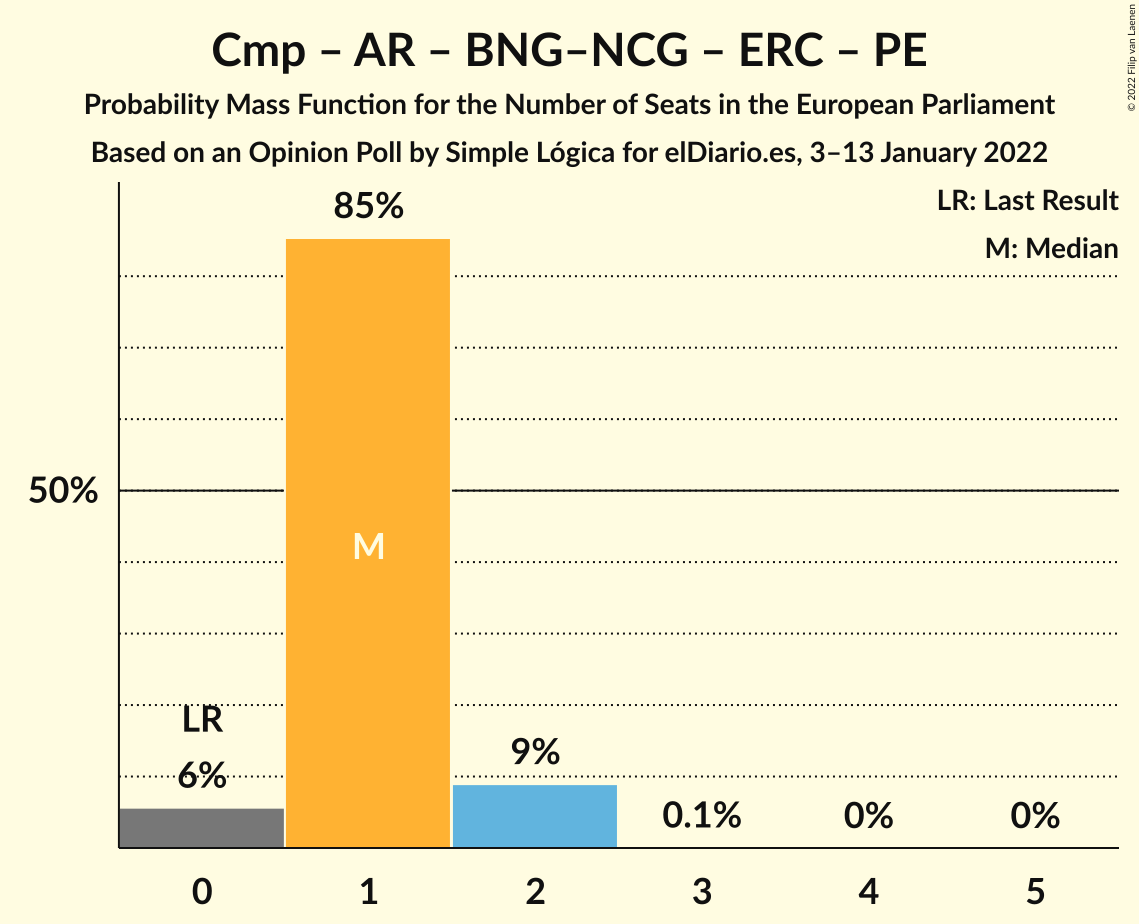 Cmp – AR – BNG–NCG – ERC – PE
Probability Mass Function for the Number of Seats in the European Parliament
Based on an Opinion Poll by Simple Lógica for elDiario.es, 3–13 January 2022
© 2022 Filip van Laenen
LR: Last Result
M: Median
85%
50%
M
LR
6%
9%
0.1%
0%
0%
0
1
2
3
4
5